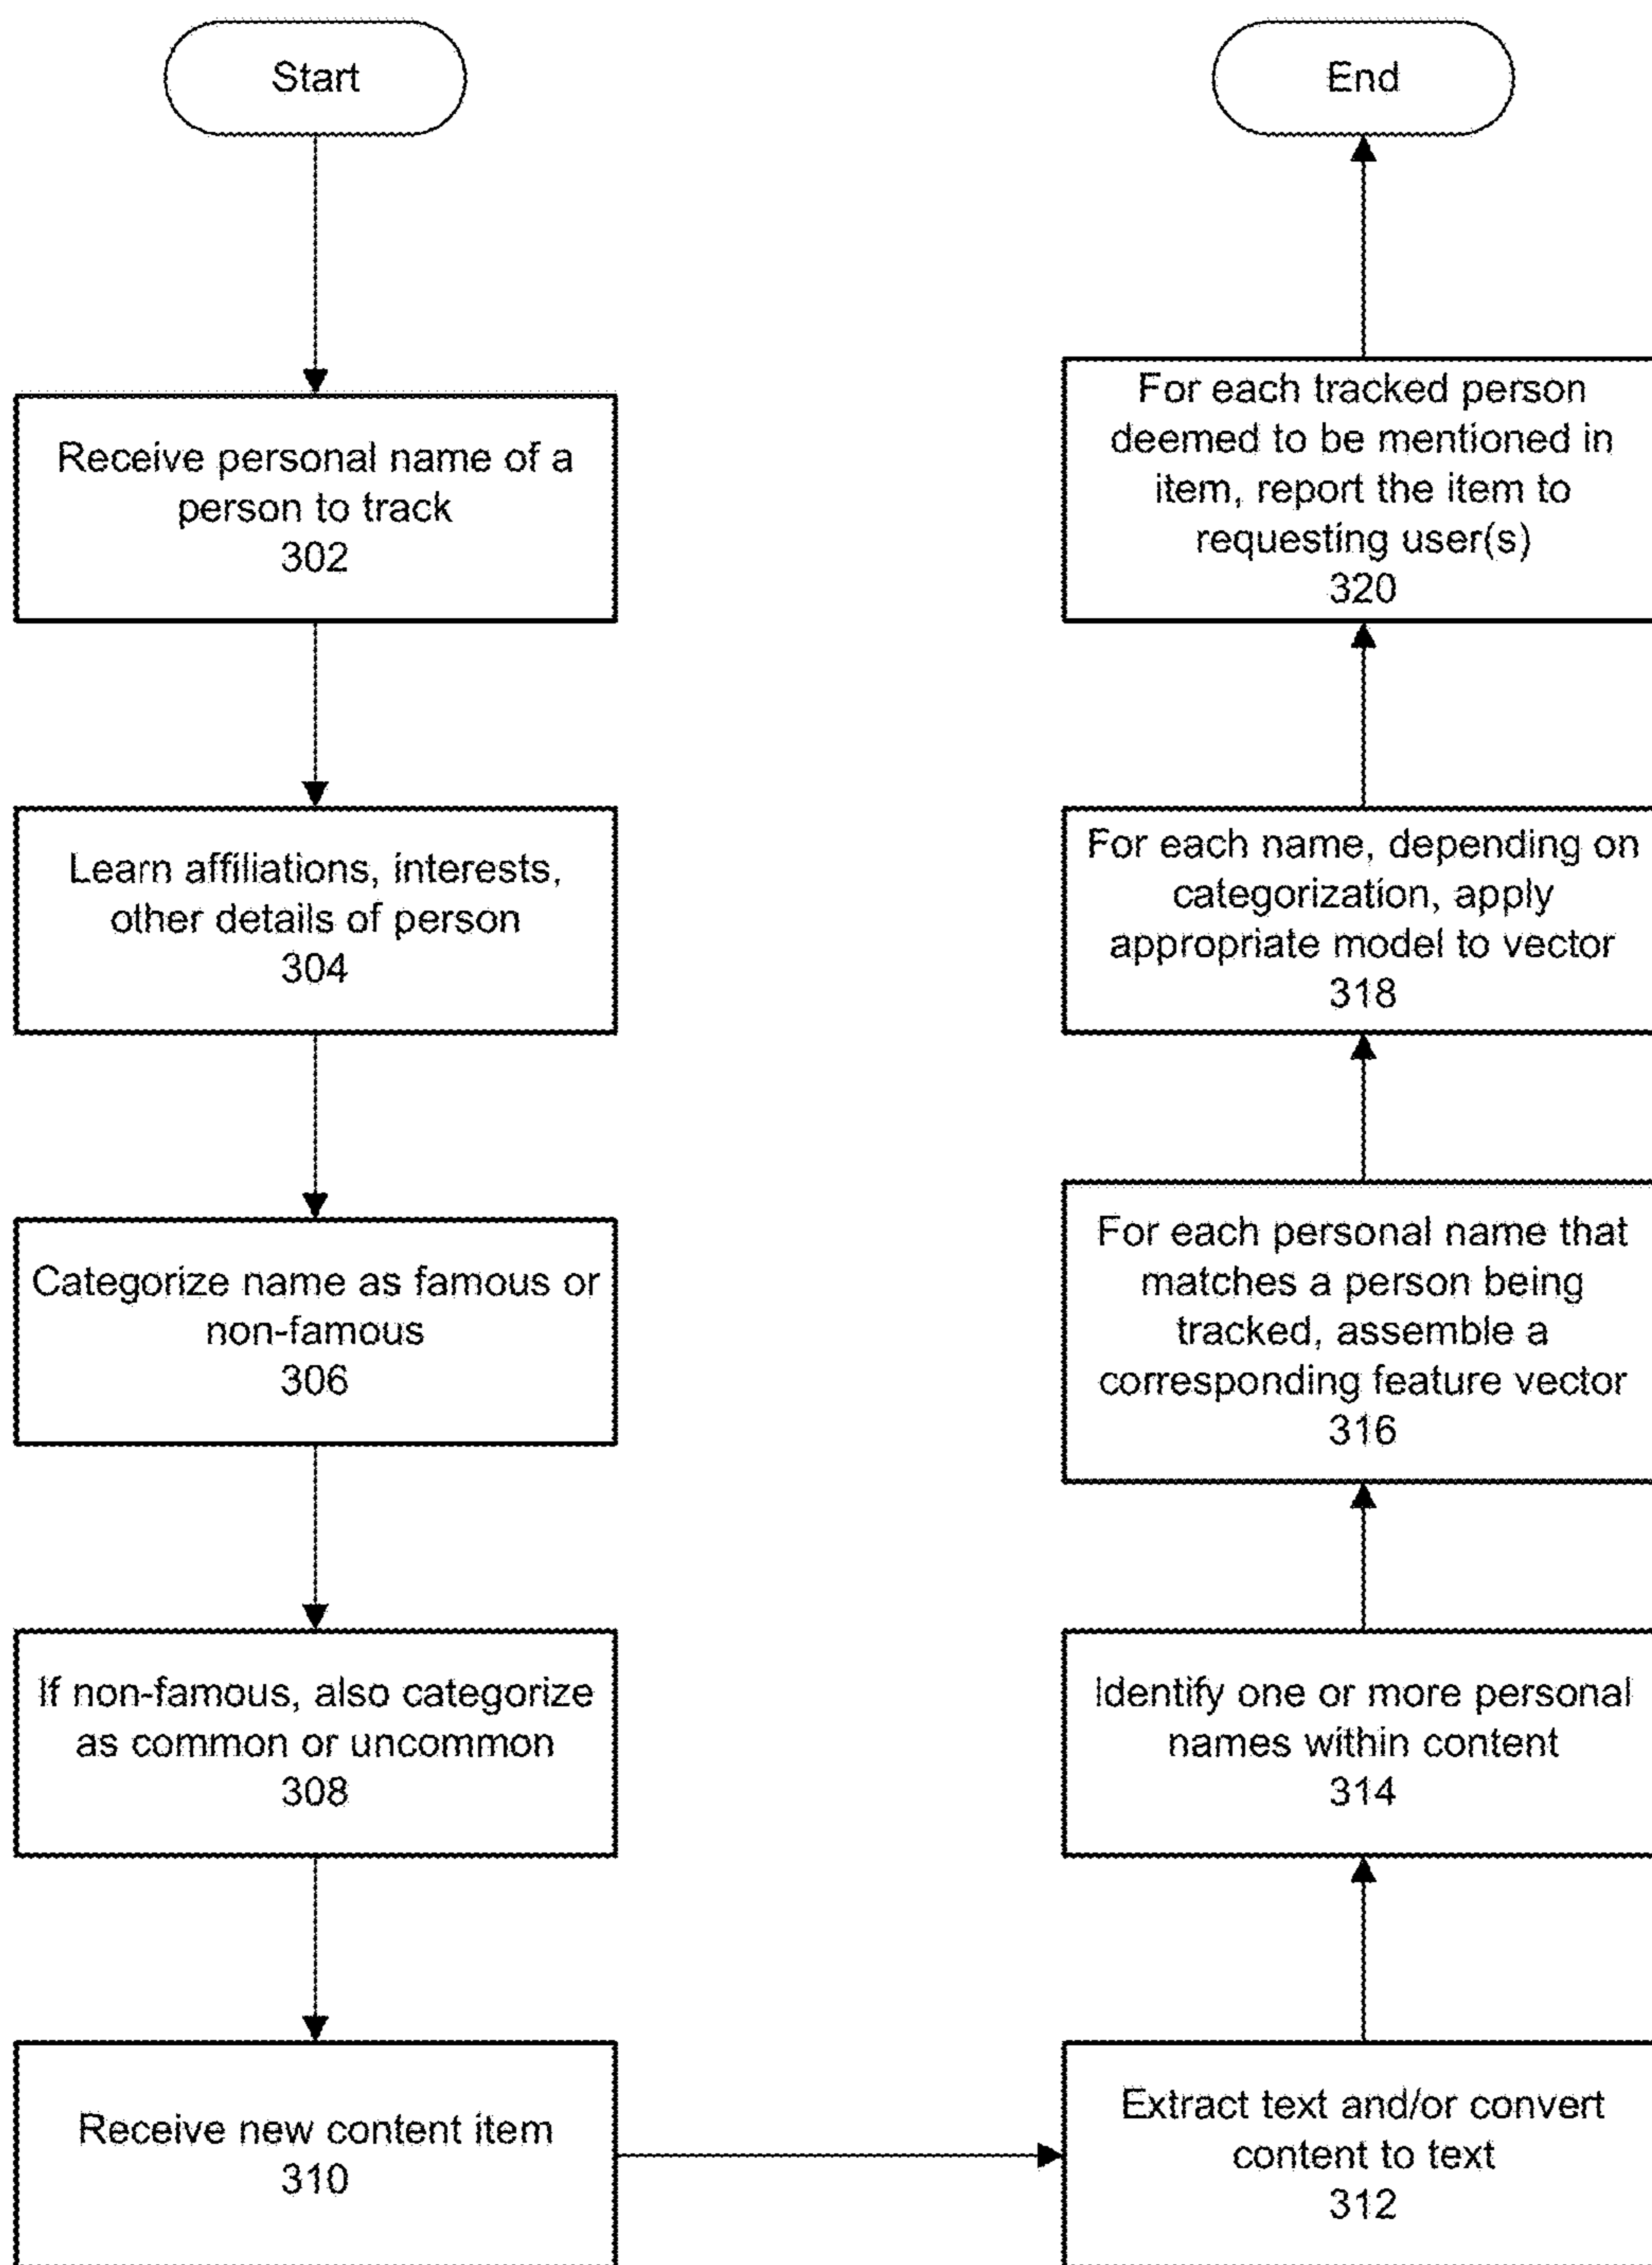 Start
Receive personal name of a
person to track
302
Learn affiliations, interests,
other details of person
304
Categorize name as famous or
non-famous
306
If non-famous, also categorize
as common or uncommon
308
Receive new content item
310
Extract text and/or convert
content to text
312
Identify one or more personal
names within content
314
For each personal name that
matches a person being
tracked, assemble a
corresponding feature vector
316
For each name, depending on
categorization, apply
appropriate model to vector
318
For each tracked person
deemed to be mentioned in
item, report the item to
requesting user(s)
320
End